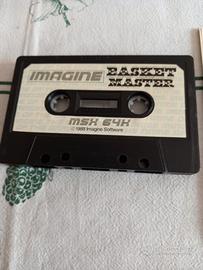 IMAGINE
BASKET
MASTER
MSX 64K
© 1988 Imagine Software